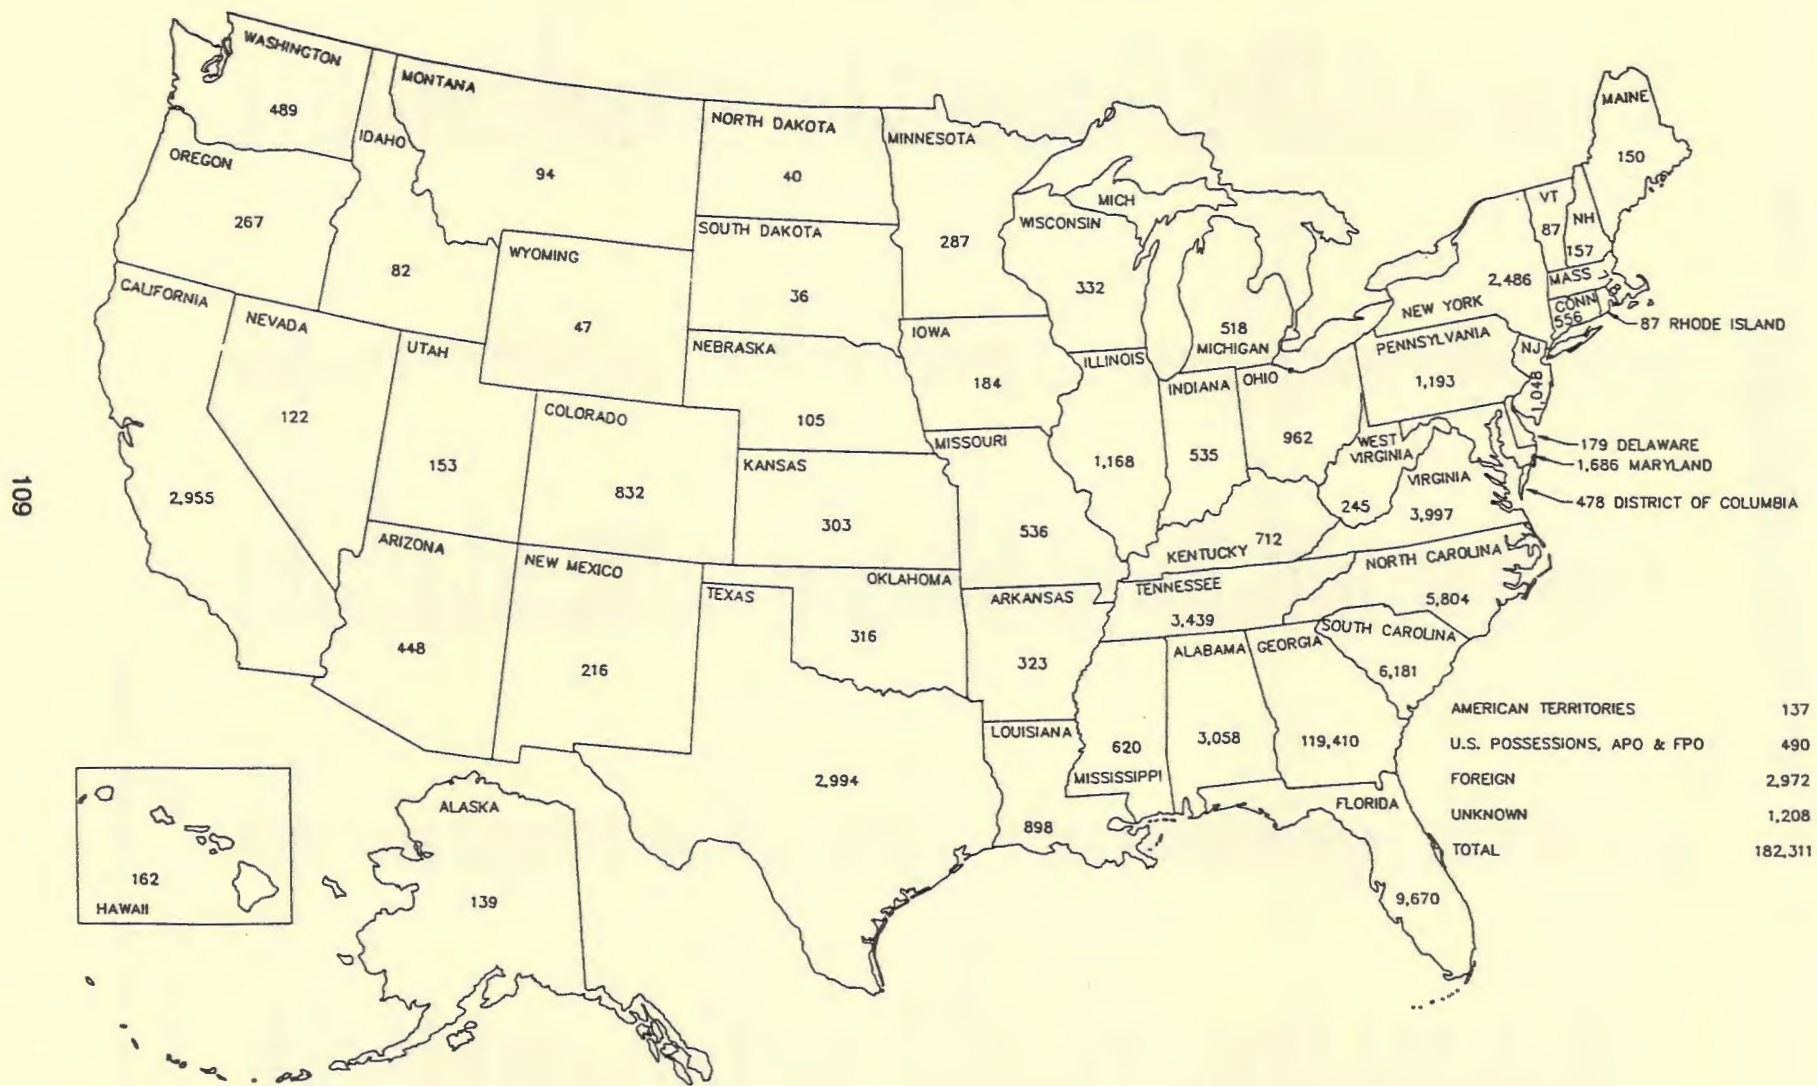 WASHINGTON
489
MONTANA
94
IDAHO
82
OREGON
267
NORTH DAKOTA
40
MINNESOTA
287
SOUTH DAKOTA
36
WYOMING
47
MICH
WISCONSIN
332
MAINE
150
VT
87
NH
157
MASS
CONN
556
87 RHODE ISLAND
NEW YORK
2,486
518
MICHIGAN
CALIFORNIA
2,955
NEVADA
122
UTAH
153
COLORADO
832
NEBRASKA
105
IOWA
184
ILLINOIS
1,168
INDIANA
535
OHIO
962
PENNSYLVANIA
1,193
NJ
1,048
179 DELAWARE
1,686 MARYLAND
478 DISTRICT OF COLUMBIA
WEST
VIRGINIA
245
VIRGINIA
3,997
KANSAS
303
MISSOURI
536
KENTUCKY 712
109
ARIZONA
448
NEW MEXICO
216
TEXAS
2,994
OKLAHOMA
316
ARKANSAS
323
TENNESSEE
3,439
NORTH CAROLINA
5,804
SOUTH CAROLINA
6,181
ALABAMA
3,058
GEORGIA
119,410
LOUISIANA
898
620
MISSISSIPPI
FLORIDA
9,670
ALASKA
139
162
HAWAII
AMERICAN TERRITORIES 137
U.S. POSSESSIONS, APO & FPO 490
FOREIGN 2,972
UNKNOWN 1,208
TOTAL 182,311